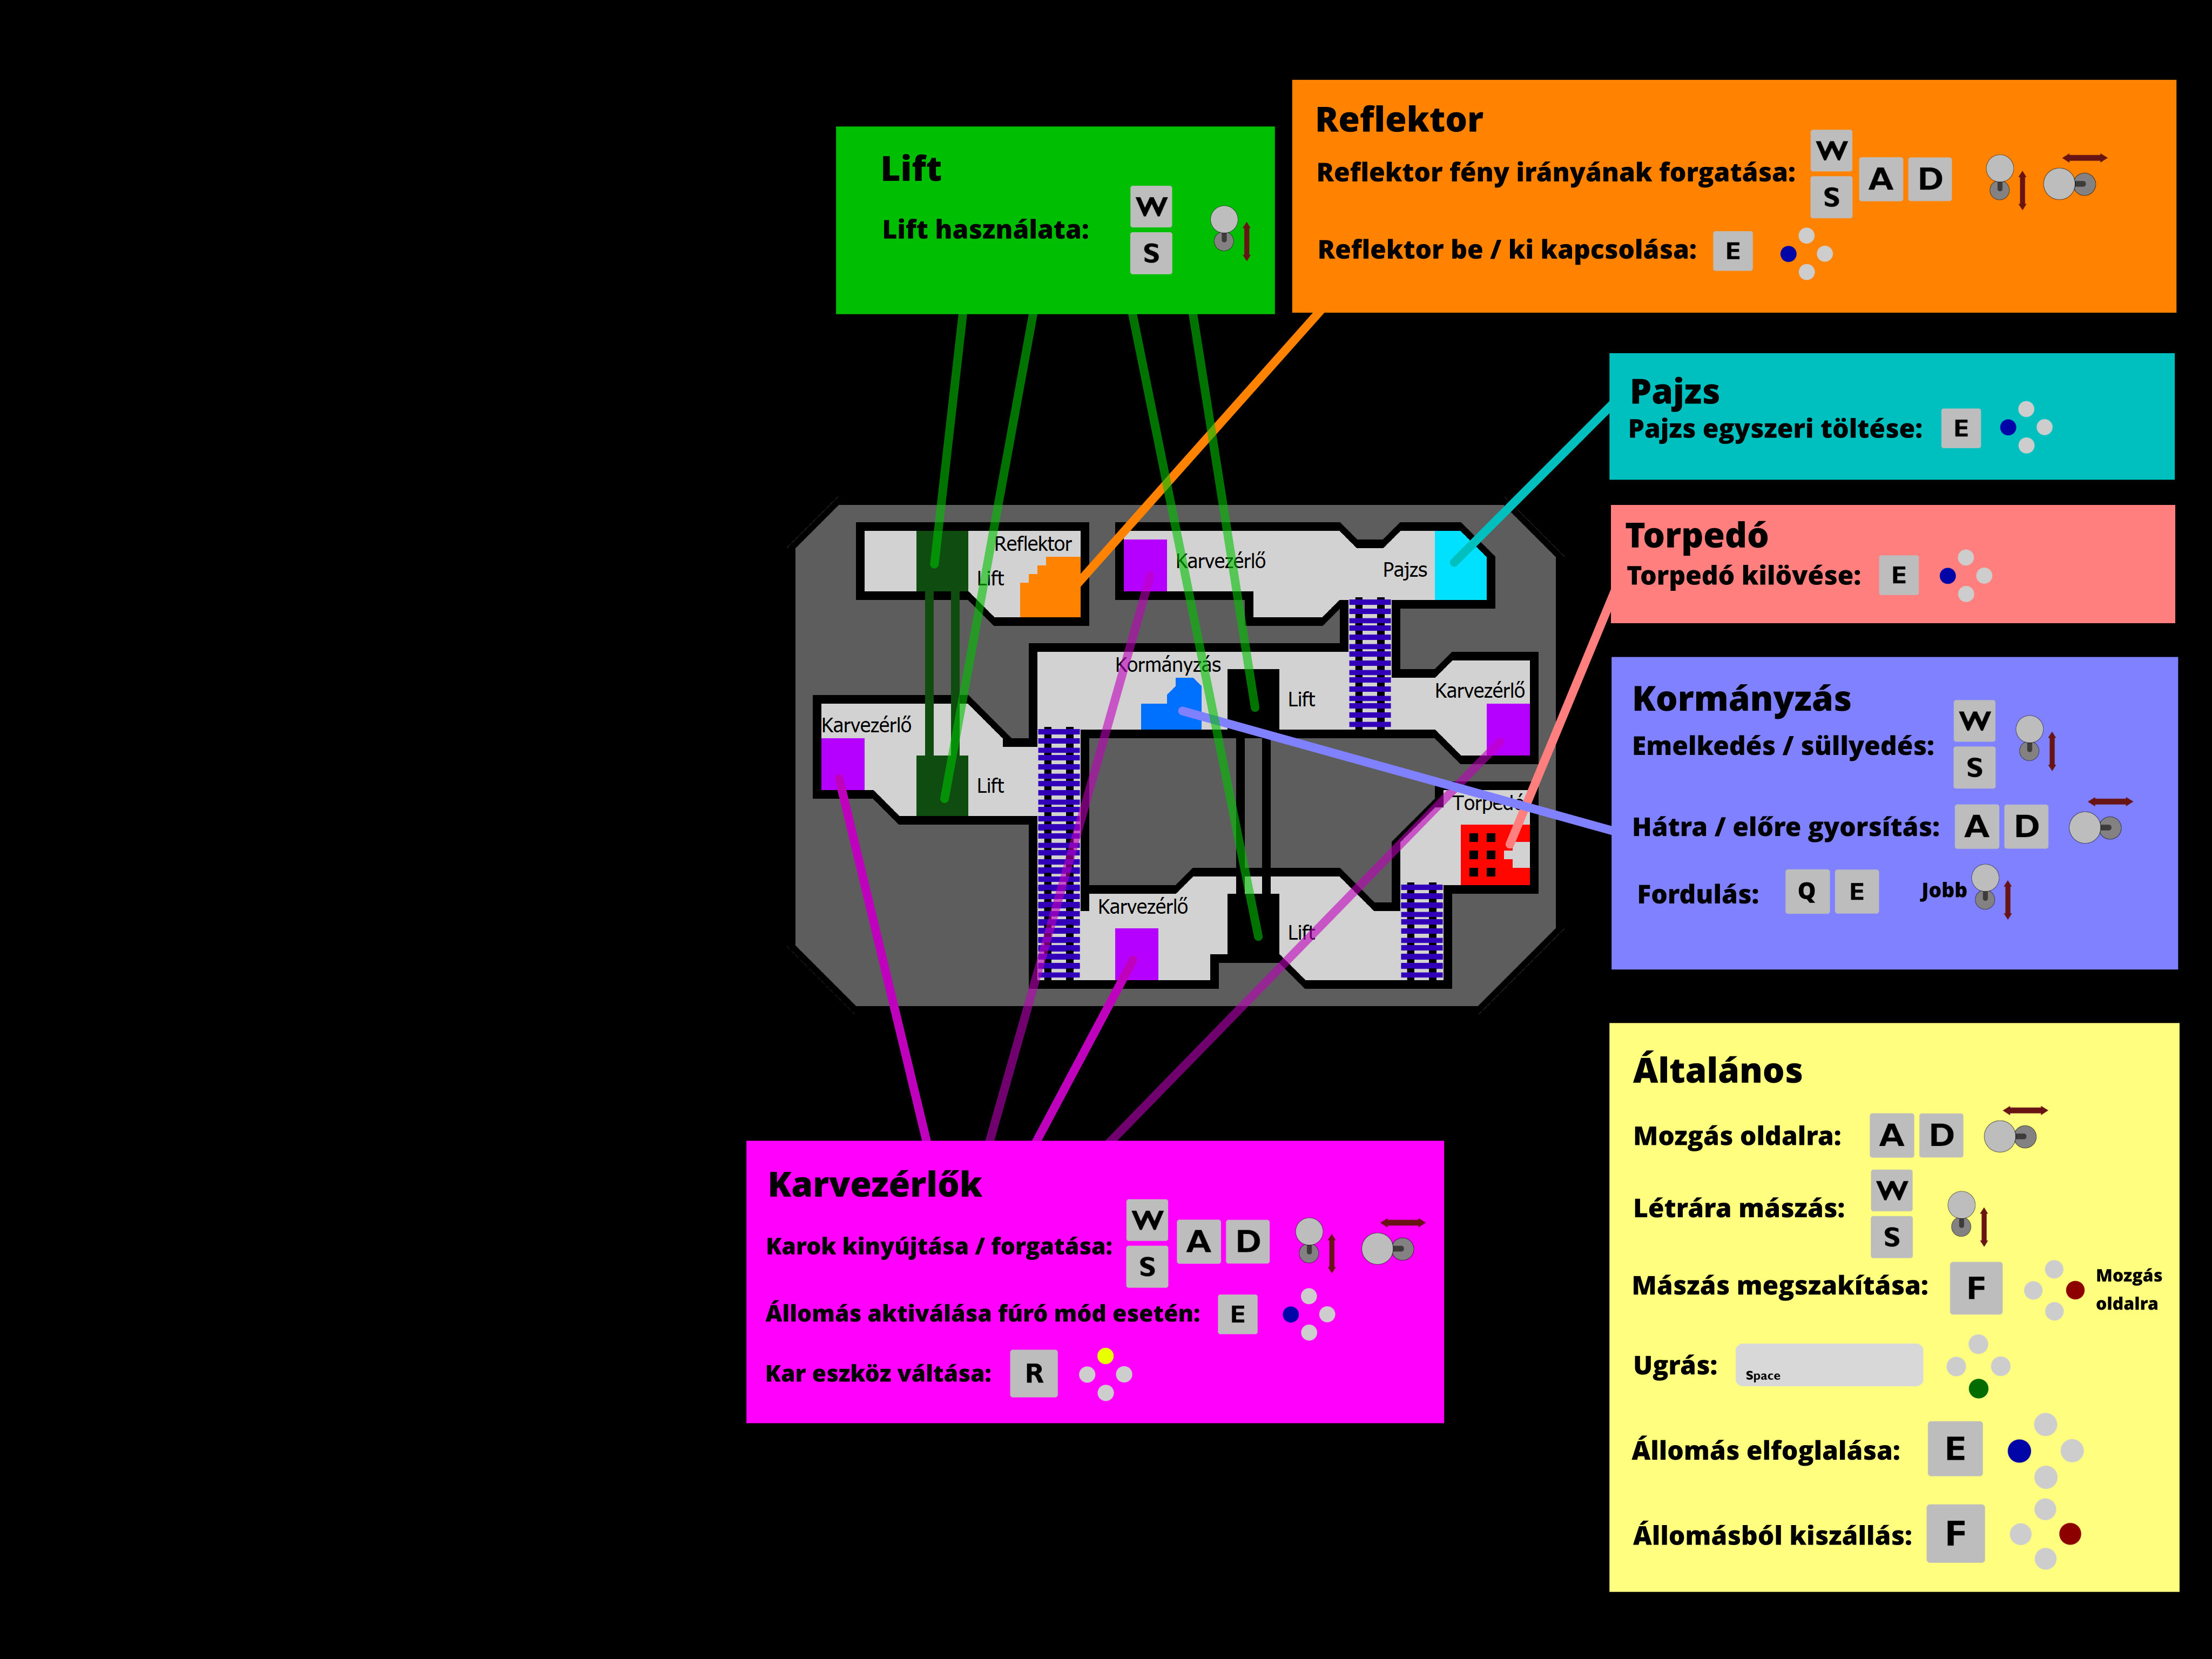 Lift
Lift használata:
W
S
Reflektor
Reflektor fény irányának forgatása:
W
S
A D
Reflektor be / ki kapcsolása:
E
Pajzs
Pajzs egyszeri töltése:
E
Torpedó
Torpedó kilövése:
E
Kormányzás
Emelkedés / süllyedés:
W
S
Hátra / előre gyorsítás:
A D
Fordulás:
Q E
Jobb
Reflektor
Lift
Karvezérlő
Pajzs
Kormányzás
Lift
Karvezérlő
Karvezérlő
Lift
Torpedó
Karvezérlő
Lift
Karvezérlők
Karok kinyújtása / forgatása:
W
S
A D
Állomás aktiválása fúró mód esetén:
E
Kar eszköz váltása:
R
Általános
Mozgás oldalra:
A D
Létrára mászás:
W
S
Mászás megszakítása:
F
Mozgás
oldalra
Ugrás:
Space
Állomás elfoglalása:
E
Állomásból kiszállás:
F